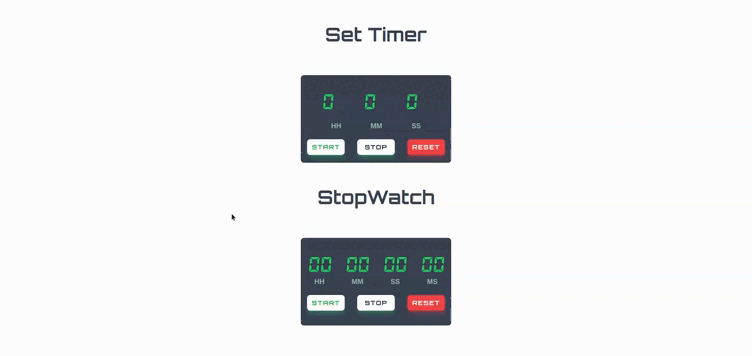 Set Timer
0 0 0
HH MM SS
START STOP RESET
StopWatch
00 00 00 00
HH MM SS MS
START STOP RESET